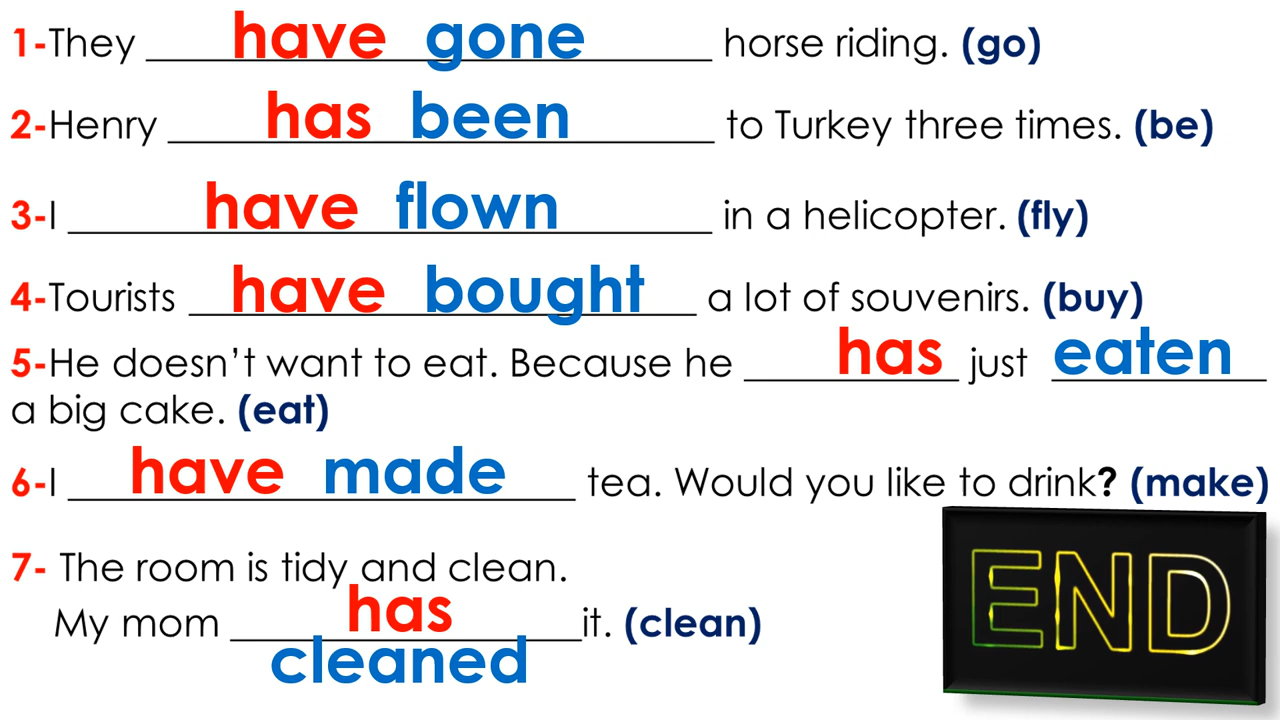 1-They have gone horse riding. (go)
2-Henry has been to Turkey three times. (be)
3-I have flown in a helicopter. (fly)
4-Tourists have bought a lot of souvenirs. (buy)
5-He doesn’t want to eat. Because he has just eaten
a big cake. (eat)
6-I have made tea. Would you like to drink? (make)
7- The room is tidy and clean.
My mom has it. (clean)
cleaned
END